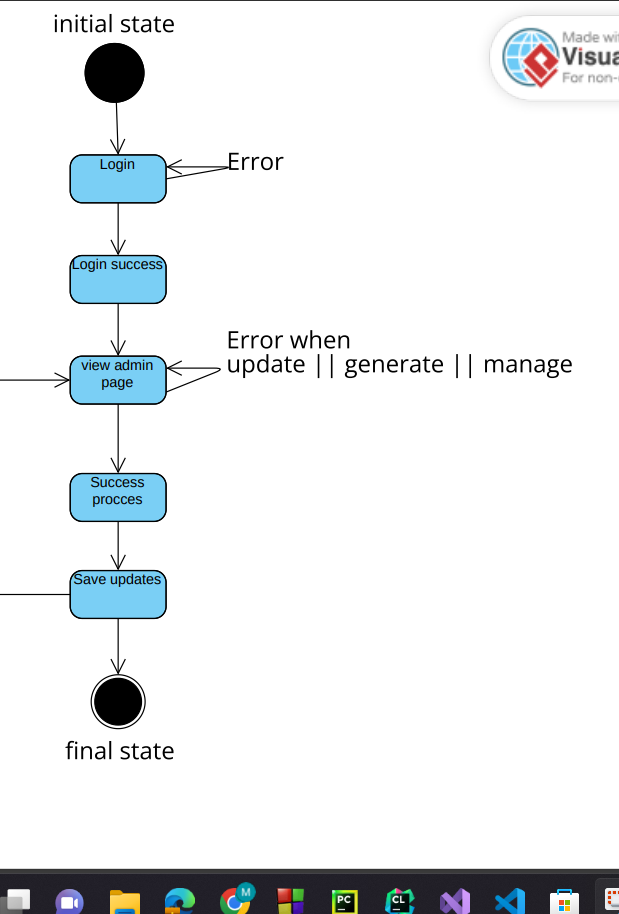 initial state
Made wit
Visua
For non-
Login
Error
Login success
Error when
update || generate || manage
view admin
page
Success
procces
Save updates
final state
M
PC
CL